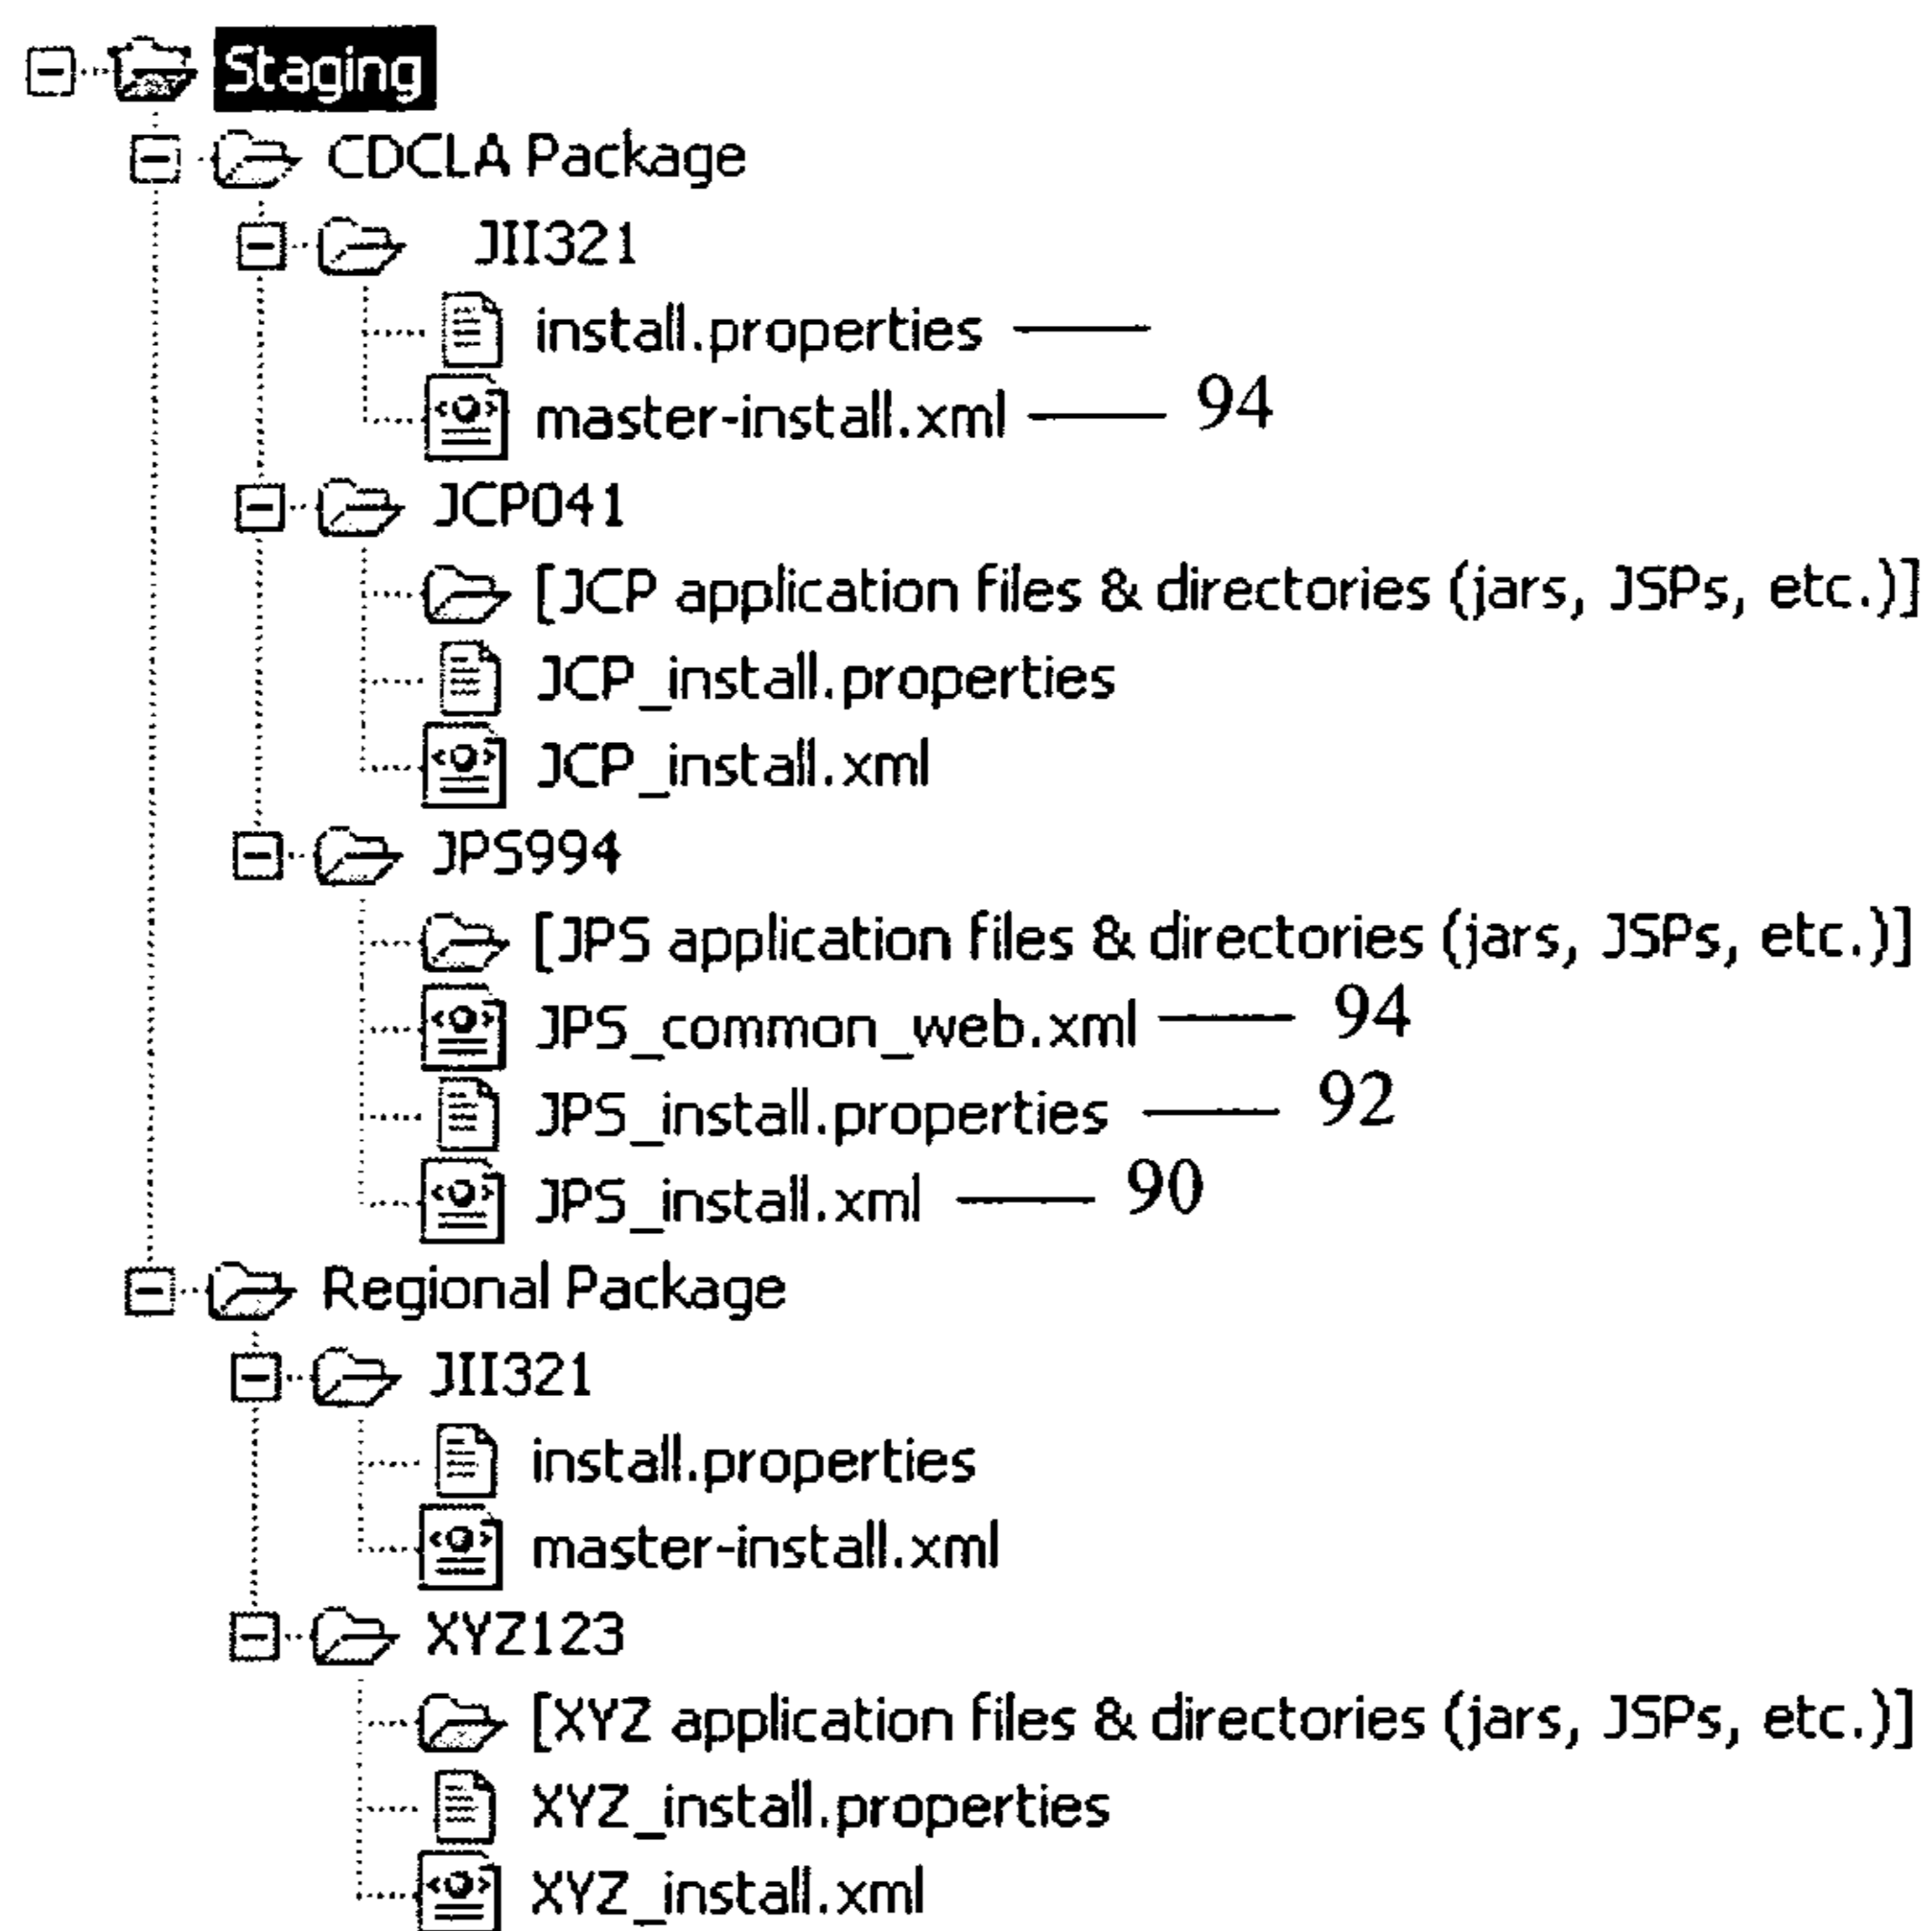 Staging
CDCLA Package
JII321
install.properties
master-install.xml 94
JCP041
[JCP application files & directories (jars, JSPs, etc.)]
JCP_install.properties
JCP_install.xml
JPS994
[JPS application files & directories (jars, JSPs, etc.)]
JPS_common_web.xml 94
JPS_install.properties 92
JPS_install.xml 90
Regional Package
JII321
install.properties
master-install.xml
XYZ123
[XYZ application files & directories (jars, JSPs, etc.)]
XYZ_install.properties
XYZ_install.xml